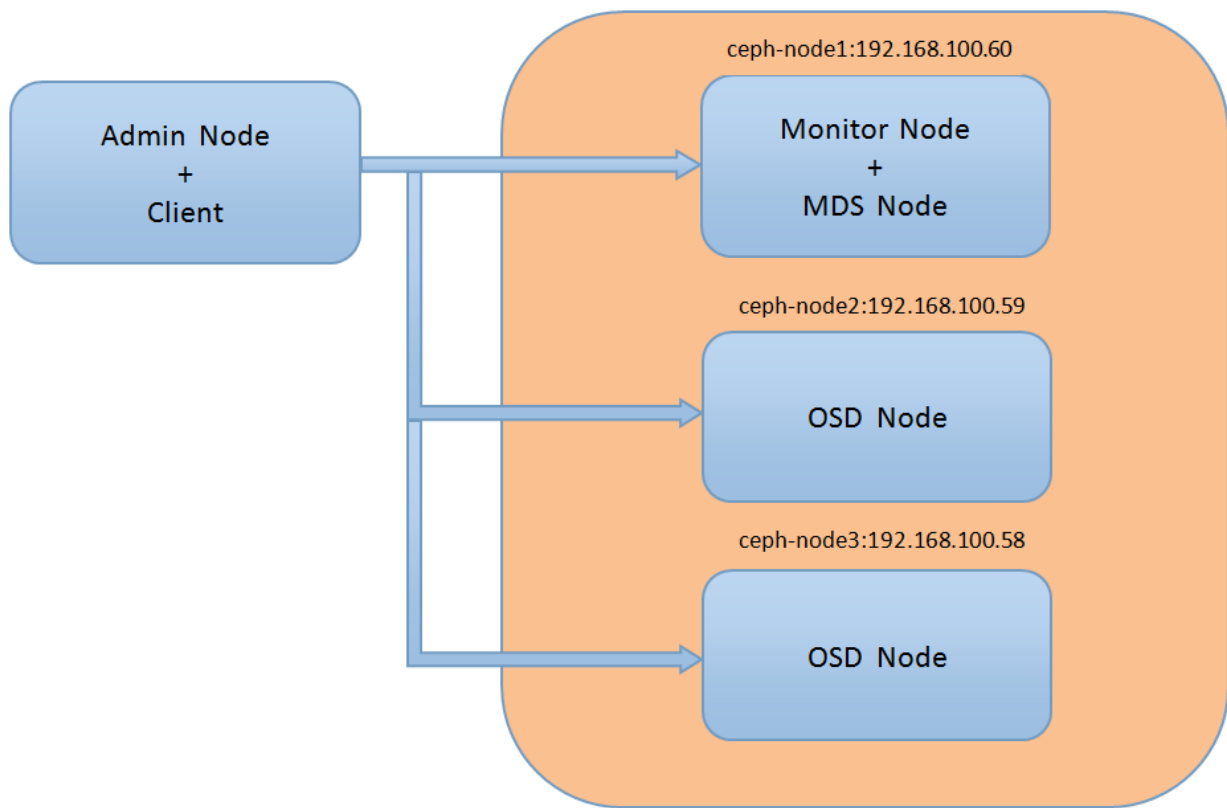 Admin Node
+
Client
ceph-node1:192.168.100.60
Monitor Node
+
MDS Node
ceph-node2:192.168.100.59
OSD Node
ceph-node3:192.168.100.58
OSD Node